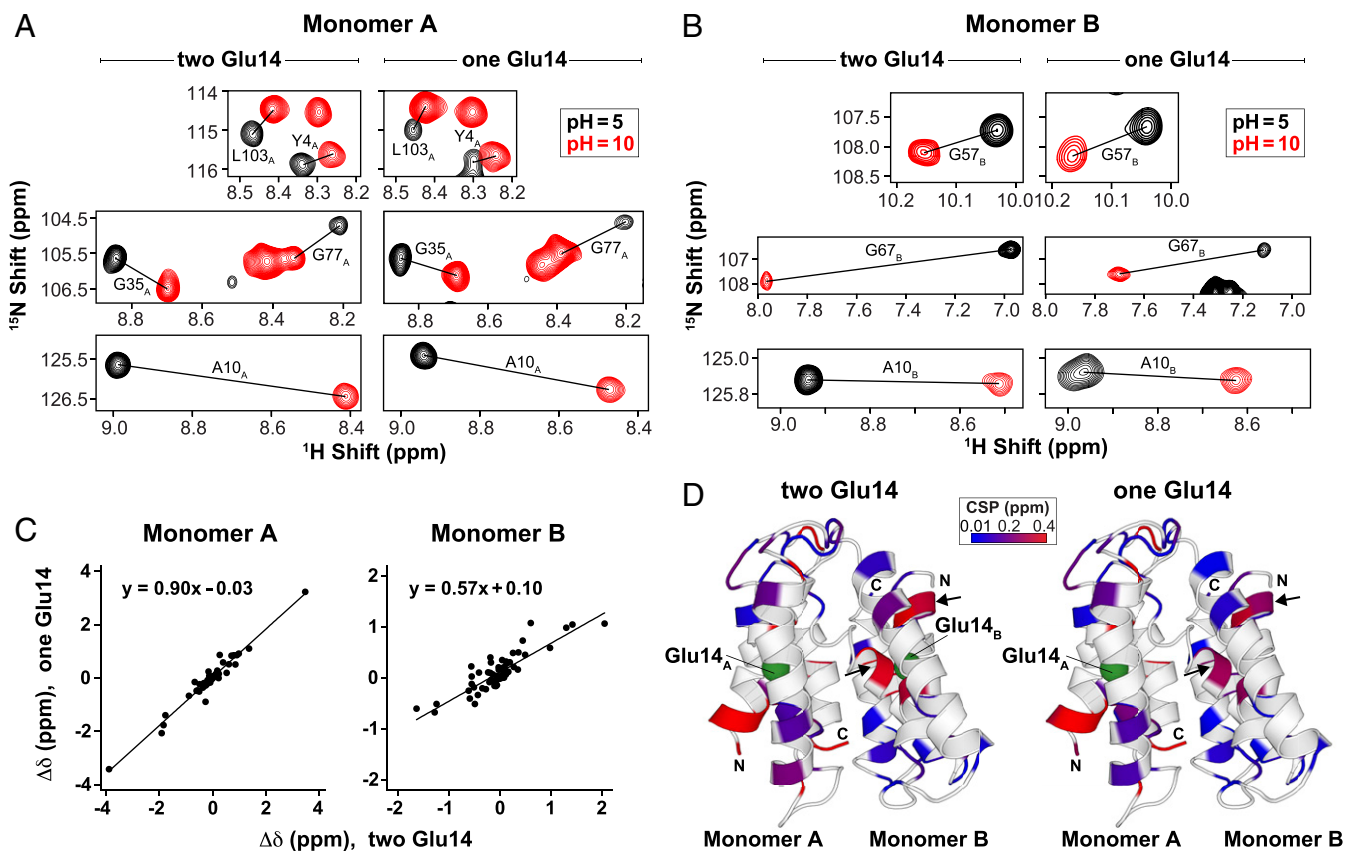 A
Monomer A
two Glu14
one Glu14
114
115
116
L103A
Y4A
8.5 8.4 8.3 8.2
L103A
Y4A
8.5 8.4 8.3 8.2
pH = 5
pH = 10
104.5
105.5
106.5
G35A
G77A
8.8 8.6 8.4 8.2
G35A
G77A
8.8 8.6 8.4 8.2
125.5
126.5
A10A
9.0 8.8 8.6 8.4
A10A
9.0 8.8 8.6 8.4
15N Shift (ppm)
1H Shift (ppm)
B
Monomer B
two Glu14
one Glu14
107.5
108.0
108.5
G57B
10.2 10.1 10.01
G57B
10.2 10.1 10.0
pH = 5
pH = 10
107
108
G67B
8.0 7.8 7.6 7.4 7.2 7.0
G67B
8.0 7.8 7.6 7.4 7.2 7.0
125.0
125.8
A10B
9.0 8.8 8.6
A10B
9.0 8.8 8.6
15N Shift (ppm)
1H Shift (ppm)
C
Monomer A
y = 0.90x - 0.03
4
2
0
-2
-4
-4 -2 0 2 4
Monomer B
y = 0.57x + 0.10
2
1
0
-1
-2
-2 -1 0 1 2
Δδ (ppm), one Glu14
Δδ (ppm), two Glu14
D
two Glu14
one Glu14
CSP (ppm)
0.01 0.2 0.4
C
N
Glu14B
Glu14A
C
N
Monomer A
Monomer B
C
N
Glu14A
C
N
Monomer A
Monomer B